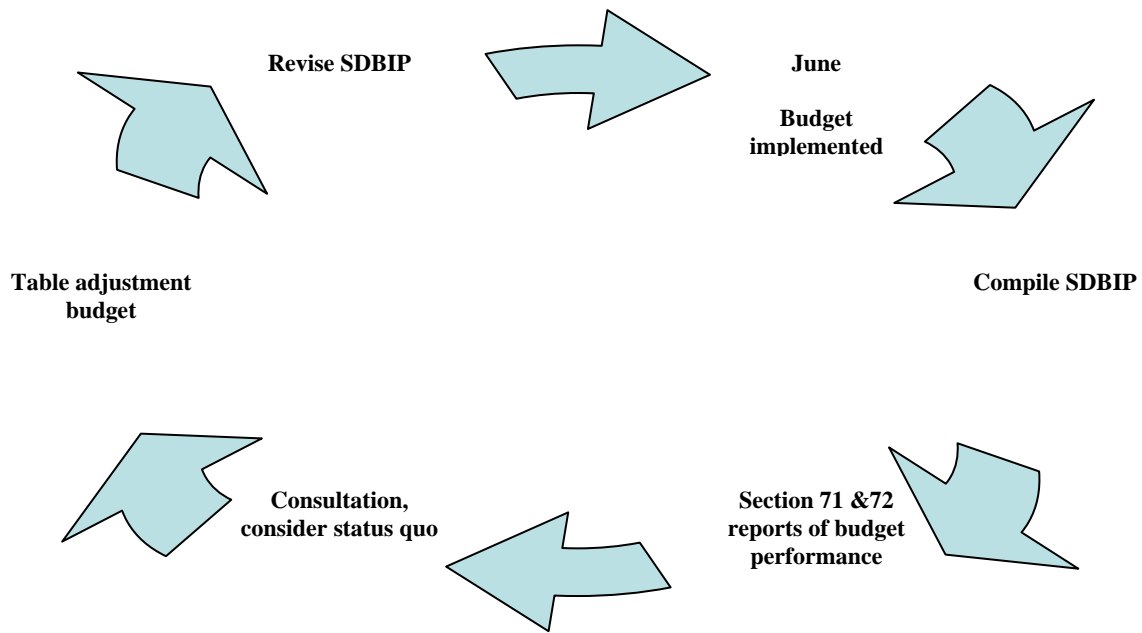 Revise SDBIP
June
Budget
implemented
Table adjustment
budget
Compile SDBIP
Consultation,
consider status quo
Section 71 &72
reports of budget
performance